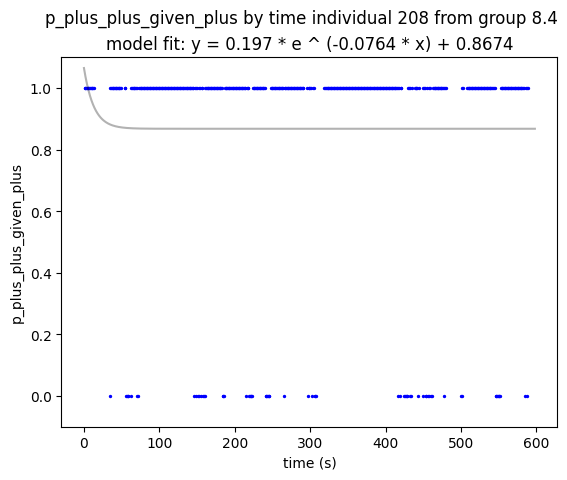 p_plus_plus_given_plus by time individual 208 from group 8.4
model fit: y = 0.197 * e ^ (-0.0764 * x) + 0.8674
1.0
0.8
0.6
0.4
0.2
0.0
p_plus_plus_given_plus
0 100 200 300 400 500 600
time (s)